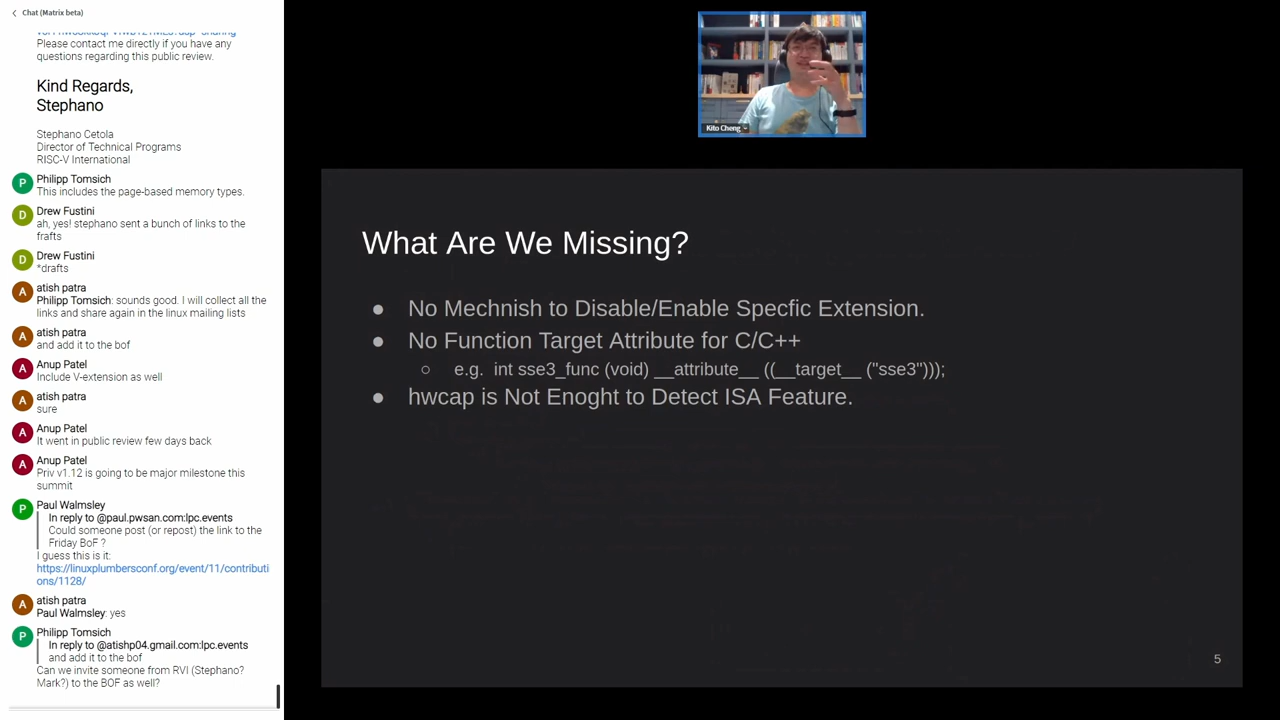 Chat (Matrix beta)
Please contact me directly if you have any
questions regarding this public review.
Kind Regards,
Stephano
Stephano Cetola
Director of Technical Programs
RISC-V International
P
Philipp Tomsich
This includes the page-based memory types.
D
Drew Fustini
ah, yes! stephano sent a bunch of links to the
frafts
D
Drew Fustini
*drafts
A
atish patra
Philipp Tomsich: sounds good. I will collect all the
links and share again in the linux mailing lists
A
atish patra
and add it to the bof
A
Anup Patel
Include V-extension as well
A
atish patra
sure
A
Anup Patel
It went in public review few days back
A
Anup Patel
Priv v1.12 is going to be major milestone this
summit
P
Paul Walmsley
In reply to @paul.pwsan.com:lpc.events
Could someone post (or repost) the link to the
Friday BoF ?
I guess this is it:
https://linuxplumbersconf.org/event/11/contributi
ons/1128/
A
atish patra
Paul Walmsley: yes
P
Philipp Tomsich
In reply to @atishp04.gmail.com:lpc.events
and add it to the bof
Can we invite someone from RVI (Stephano?
Mark?) to the BOF as well?
Kito Cheng
What Are We Missing?
● No Mechnish to Disable/Enable Specfic Extension.
● No Function Target Attribute for C/C++
○ e.g. int sse3_func (void) __attribute__ ((__target__ ("sse3")));
● hwcap is Not Enoght to Detect ISA Feature.
5